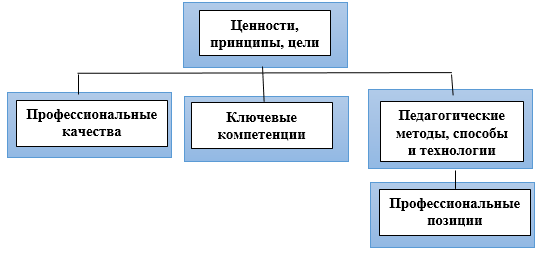 Ценности,
принципы, цели
Профессиональные
качества
Ключевые
компетенции
Педагогические
методы, способы
и технологии
Профессиональные
позиции